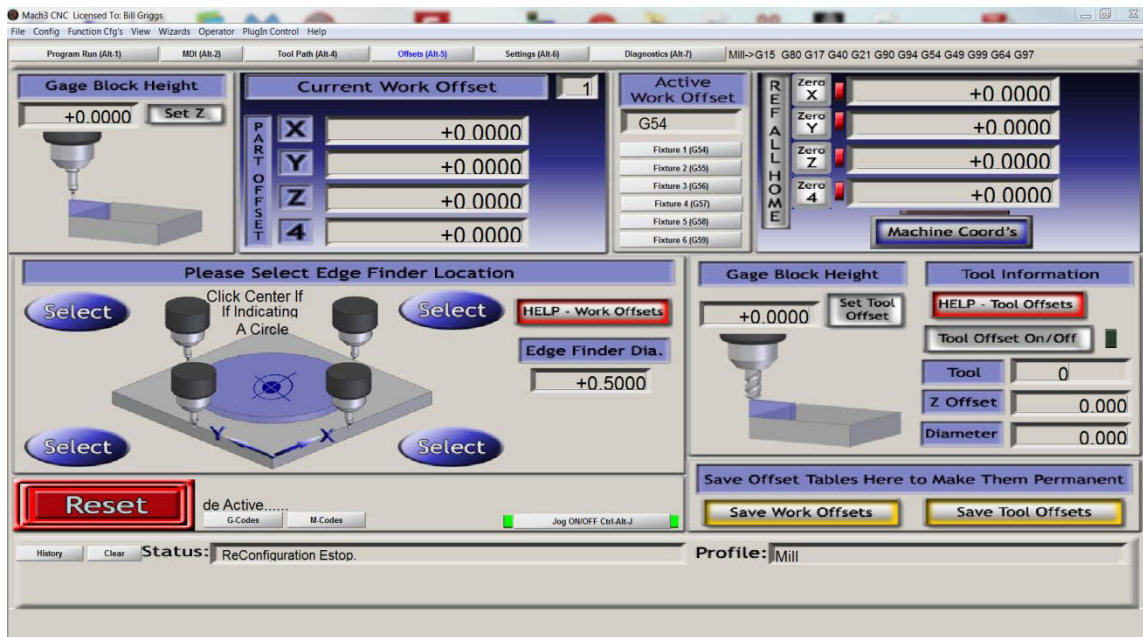 Mach3 CNC Licensed To: Bill Griggs
File Config Function Cfg's View Wizards Operator PlugIn Control Help
Program Run (Alt-1) MDI (Alt-2) Tool Path (Alt-4) Offsets (Alt-5) Settings (Alt-6) Diagnostics (Alt-7) Mill->G15 G80 G17 G40 G21 G90 G94 G54 G49 G99 G64 G97
Gage Block Height
+0.0000 Set Z
Current Work Offset 1
PART OFFSET
X +0.0000
Y +0.0000
Z +0.0000
4 +0.0000
Active
Work Offset
G54
Fixture 1 (G54)
Fixture 2 (G55)
Fixture 3 (G56)
Fixture 4 (G57)
Fixture 5 (G58)
Fixture 6 (G59)
REF ALL HOME
Zero X +0.0000
Zero Y +0.0000
Zero Z +0.0000
Zero 4 +0.0000
Machine Coord's
Please Select Edge Finder Location
Select
Click Center If
If Indicating
A Circle
Select
HELP - Work Offsets
Edge Finder Dia.
+0.5000
Y X
Select
Select
Gage Block Height
+0.0000 Set Tool
Offset
Tool Information
HELP - Tool Offsets
Tool Offset On/Off
Tool 0
Z Offset 0.000
Diameter 0.000
Save Offset Tables Here to Make Them Permanent
Save Work Offsets Save Tool Offsets
Reset
de Active......
G-Codes M-Codes
Jog ON/OFF Ctrl-Alt-J
History Clear Status: ReConfiguration Estop.
Profile: Mill